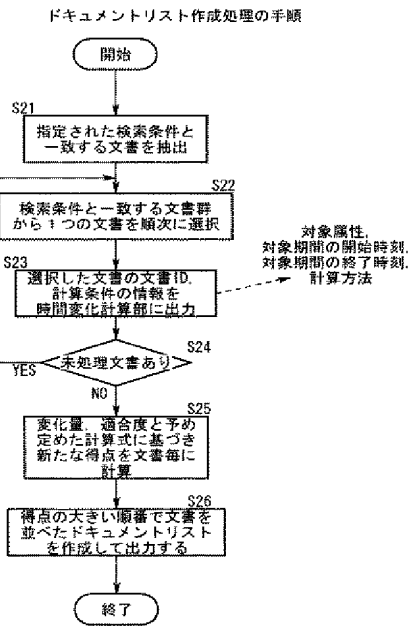 ドキュメントリスト作成処理の手順
開始
S21
指定された検索条件と
一致する文書を抽出
S22
検索条件と一致する文書群
から1つの文書を順次に選択
S23
選択した文書の文書ID,
計算条件の情報を
時間変化計算部に出力
対象属性,
対象期間の開始時刻,
対象期間の終了時刻,
計算方法
S24
未処理文書あり
YES
NO
S25
変化量, 適合度と予め
定めた計算式に基づき
新たな得点を文書毎に
計算
S26
得点の大きい順番で文書を
並べたドキュメントリスト
を作成して出力する
終了